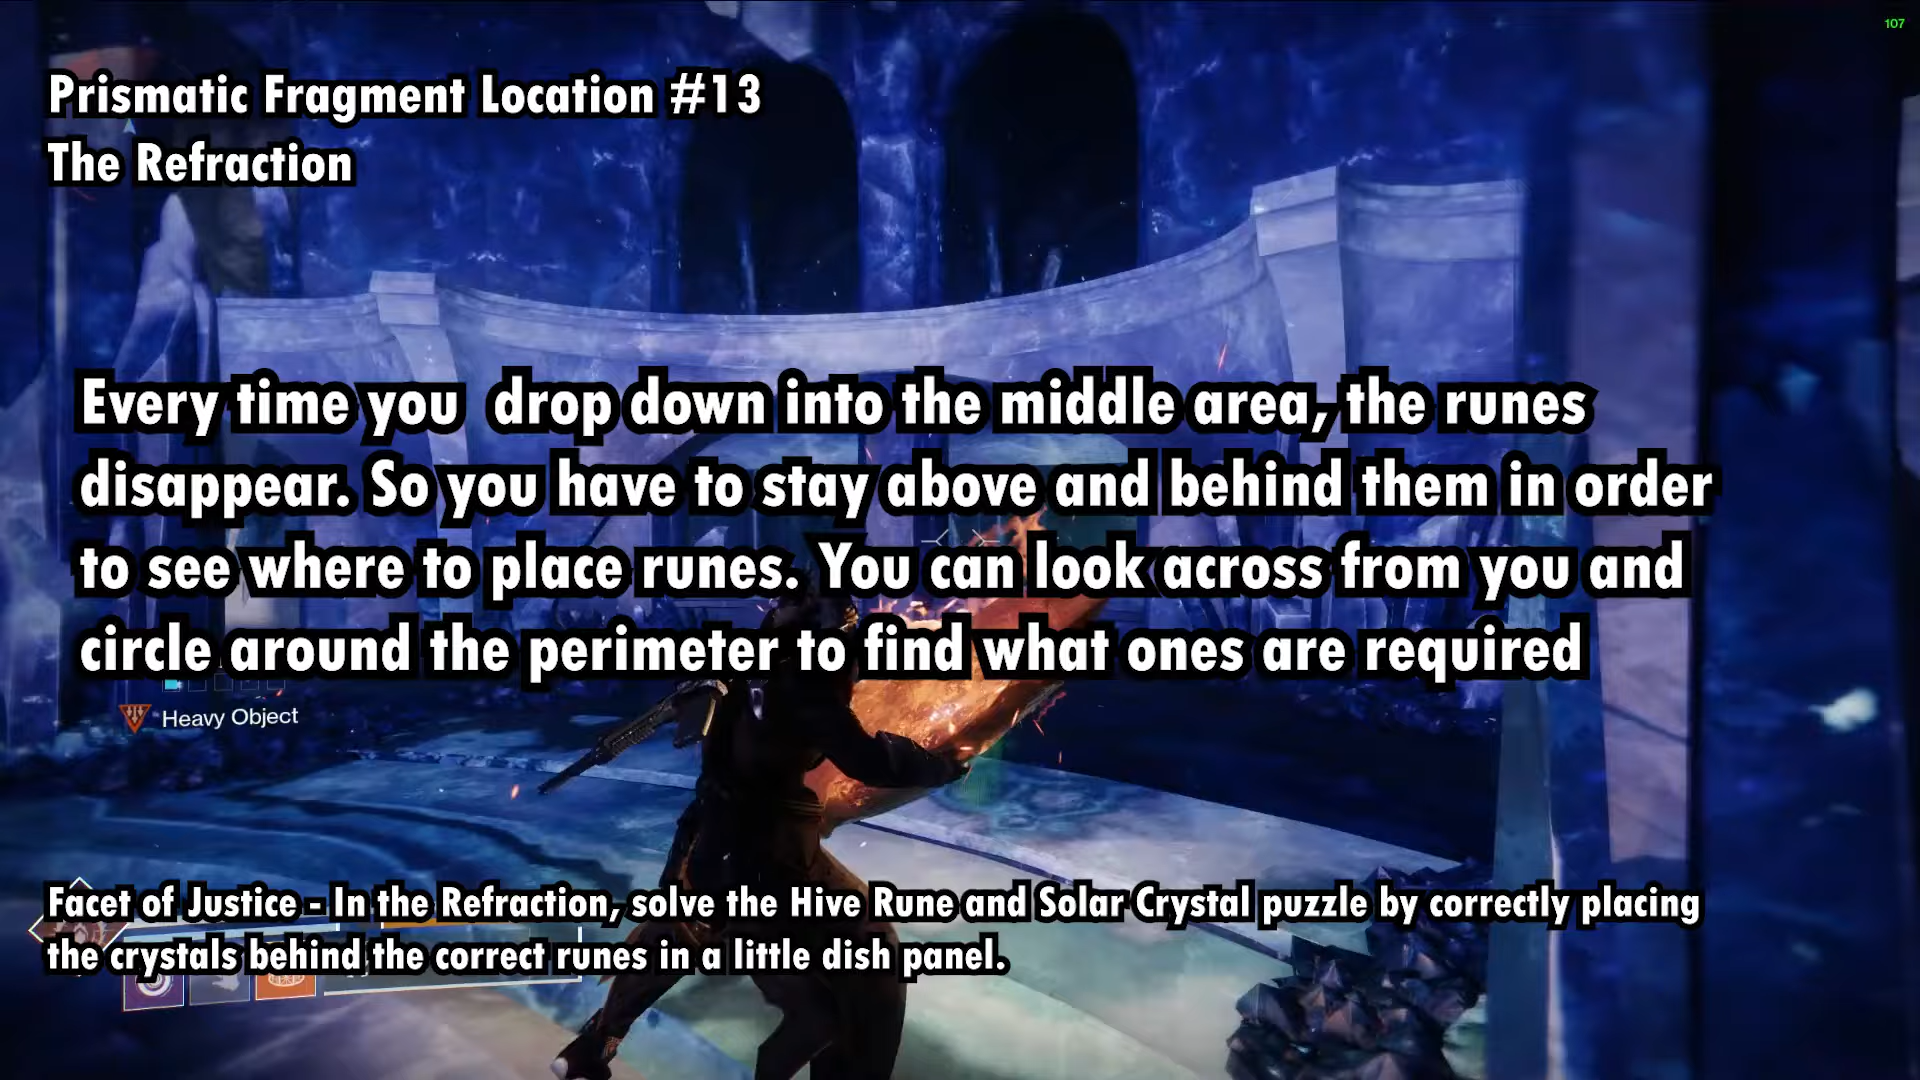 107
Prismatic Fragment Location #13
The Refraction
Every time you drop down into the middle area, the runes
disappear. So you have to stay above and behind them in order
to see where to place runes. You can look across from you and
circle around the perimeter to find what ones are required
Heavy Object
Facet of Justice - In the Refraction, solve the Hive Rune and Solar Crystal puzzle by correctly placing
the crystals behind the correct runes in a little dish panel.